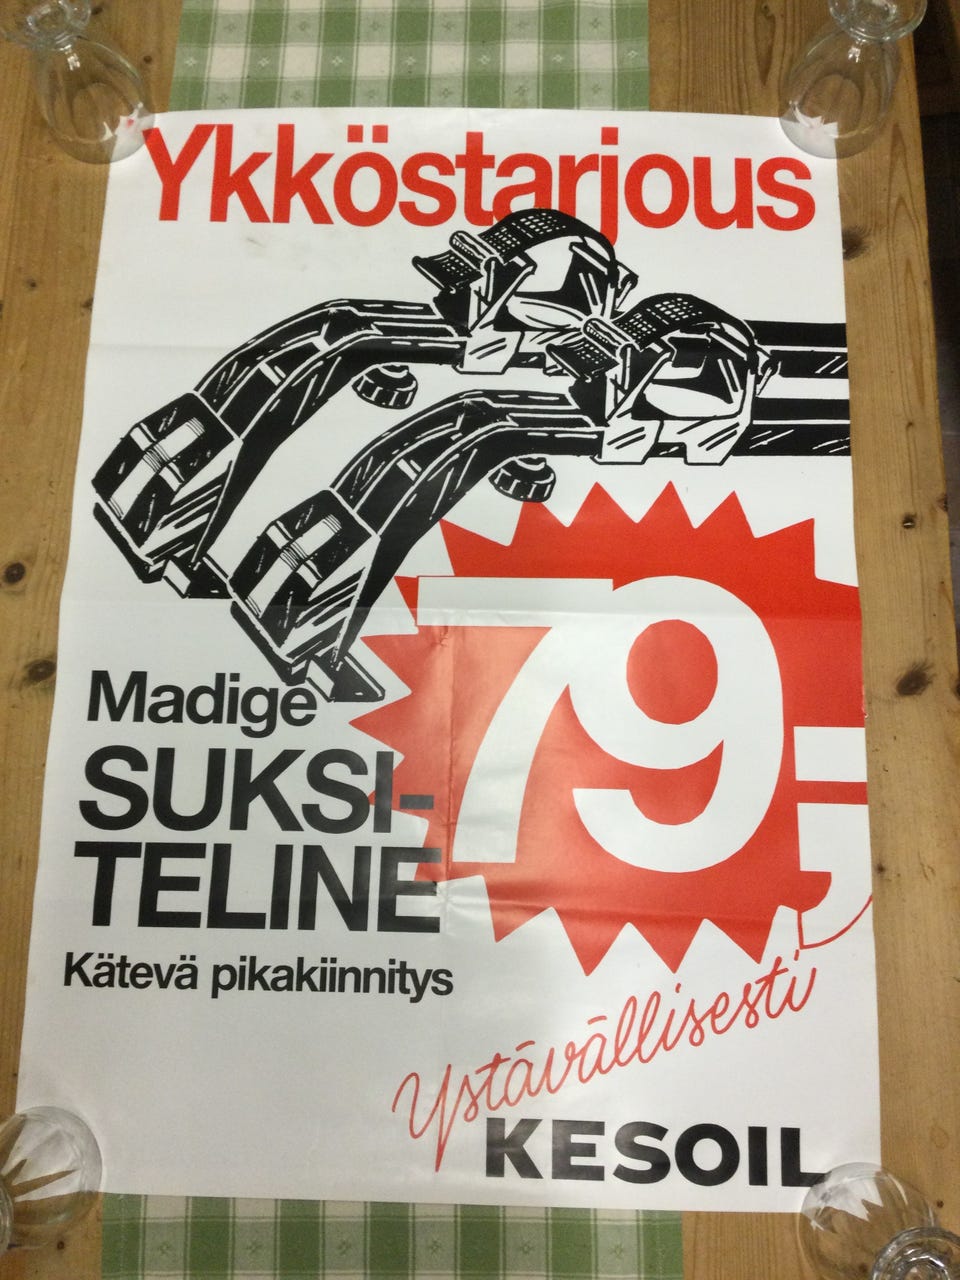 Ykköstarjous
79,-
Madige
SUKSI-
TELINE
Kätevä pikakiinnitys
Ystävällisesti
KESOIL